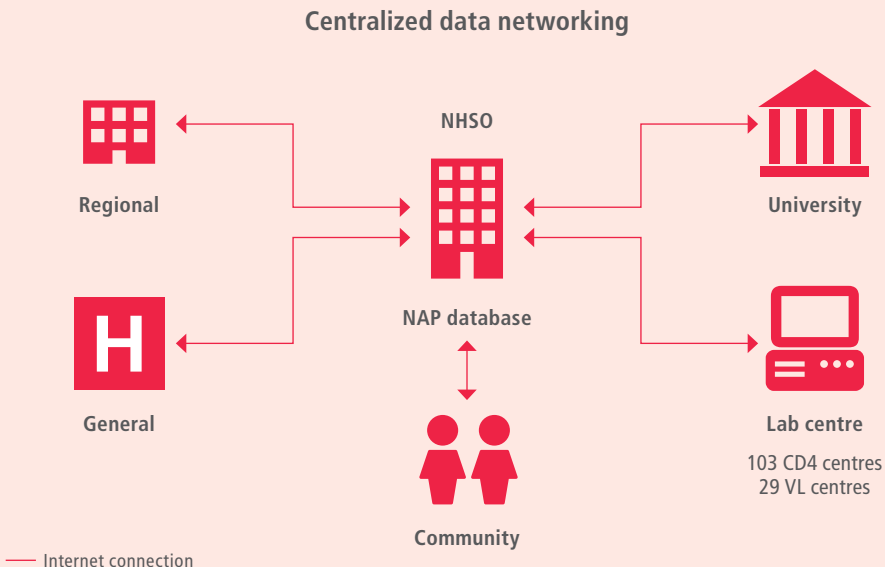 Centralized data networking
NHSO
Regional
University
NAP database
H
General
Lab centre
103 CD4 centres
29 VL centres
Community
Internet connection